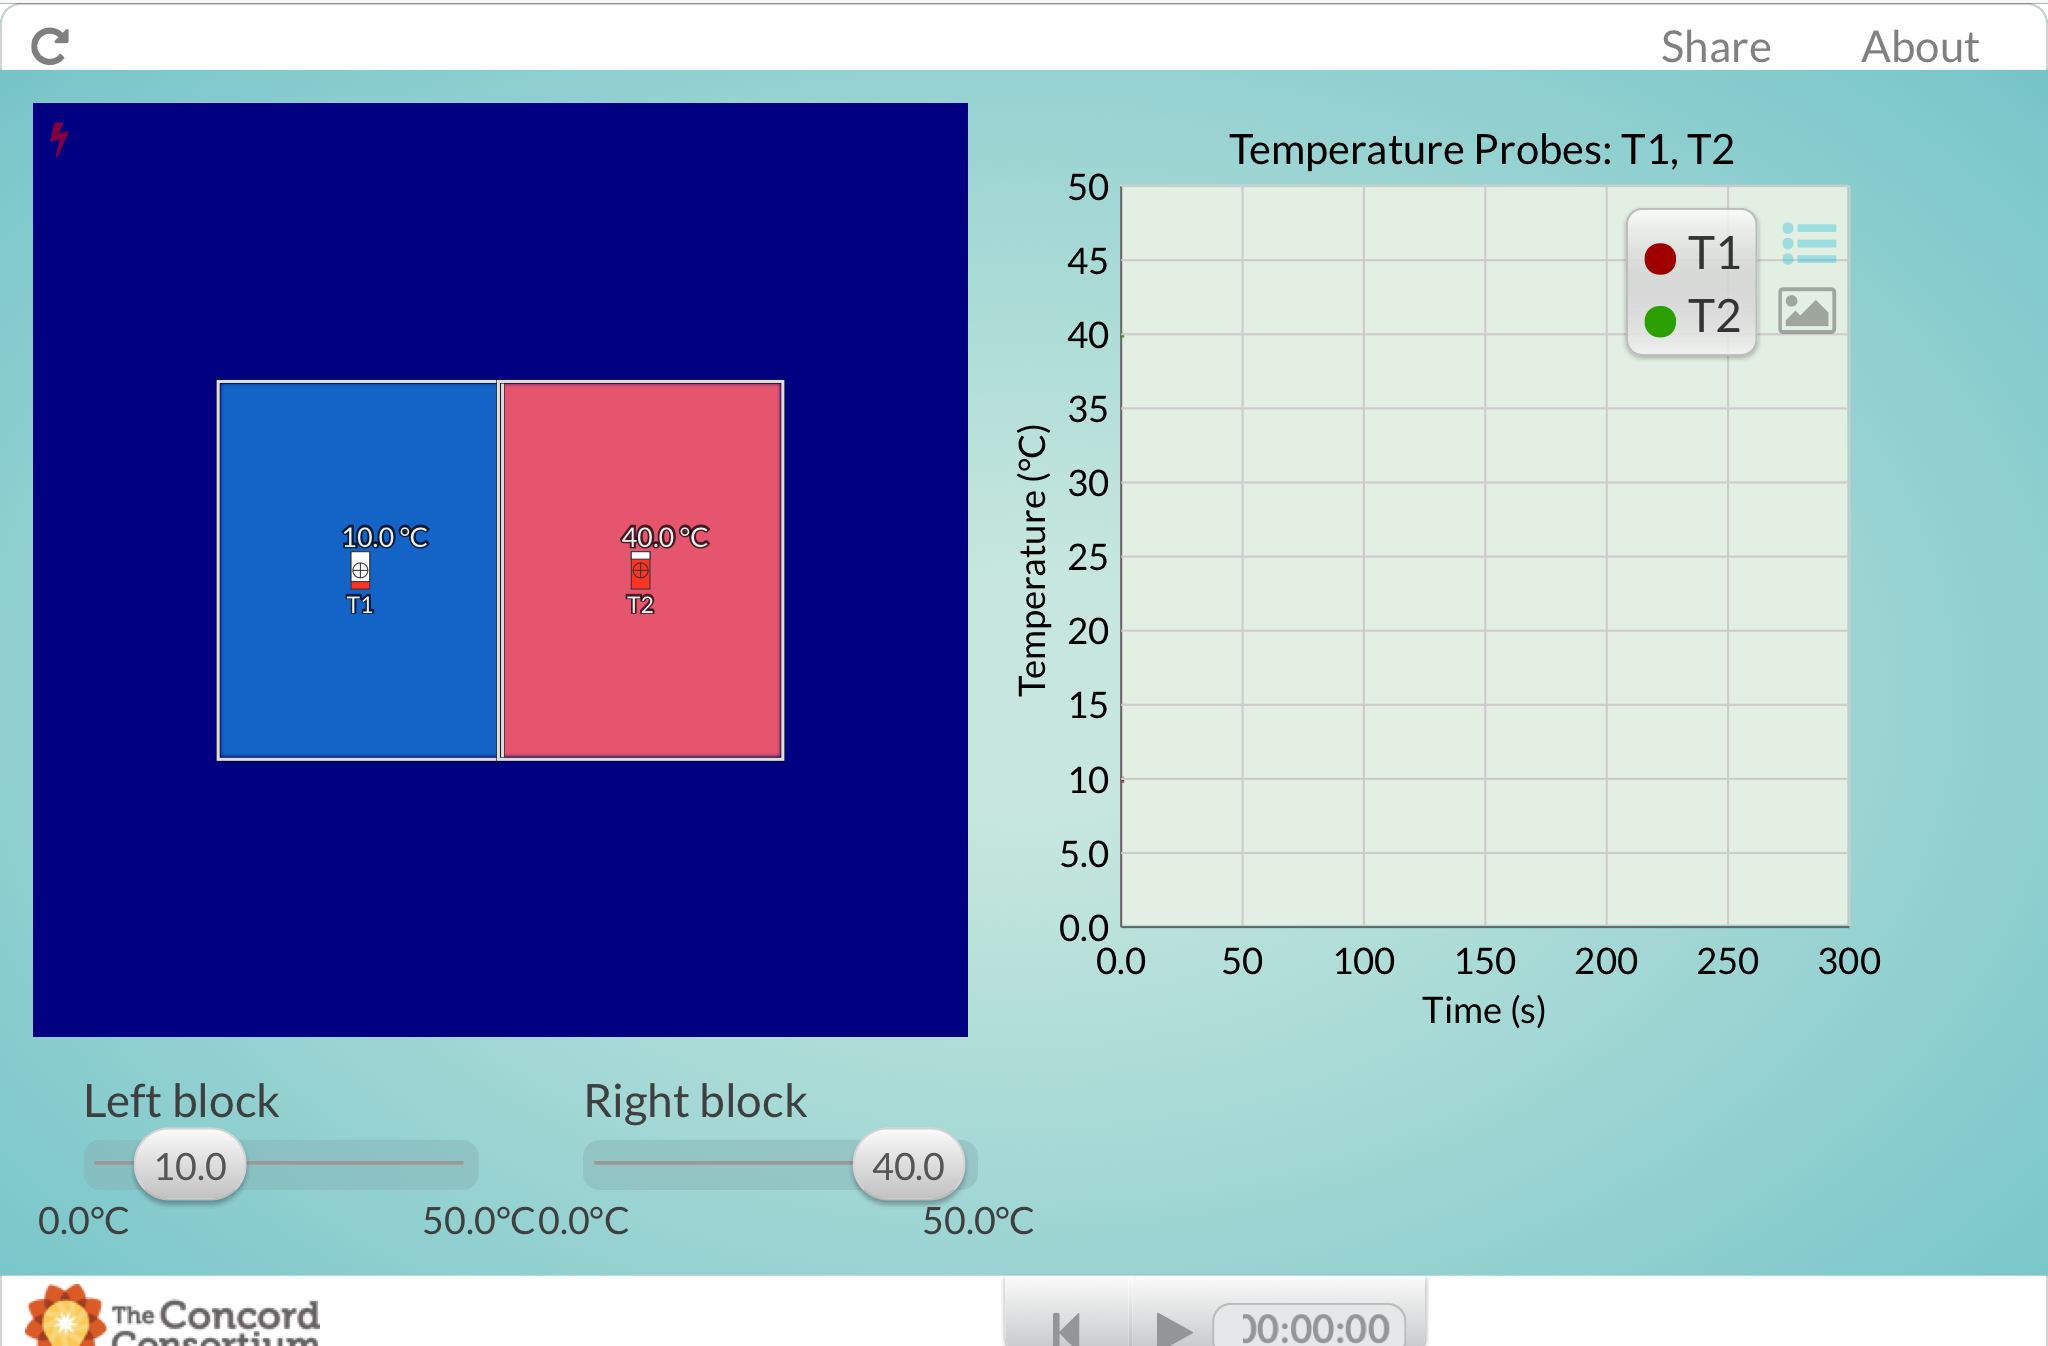 Share About
Temperature Probes: T1, T2
50
45
40
35
30
25
20
15
10
5.0
0.0
Temperature (°C)
T1
T2
0.0 50 100 150 200 250 300
Time (s)
10.0 °C
T1
40.0 °C
T2
Left block
10.0
0.0°C 50.0°C
Right block
40.0
0.0°C 50.0°C
The Concord
Consortium
00:00:00